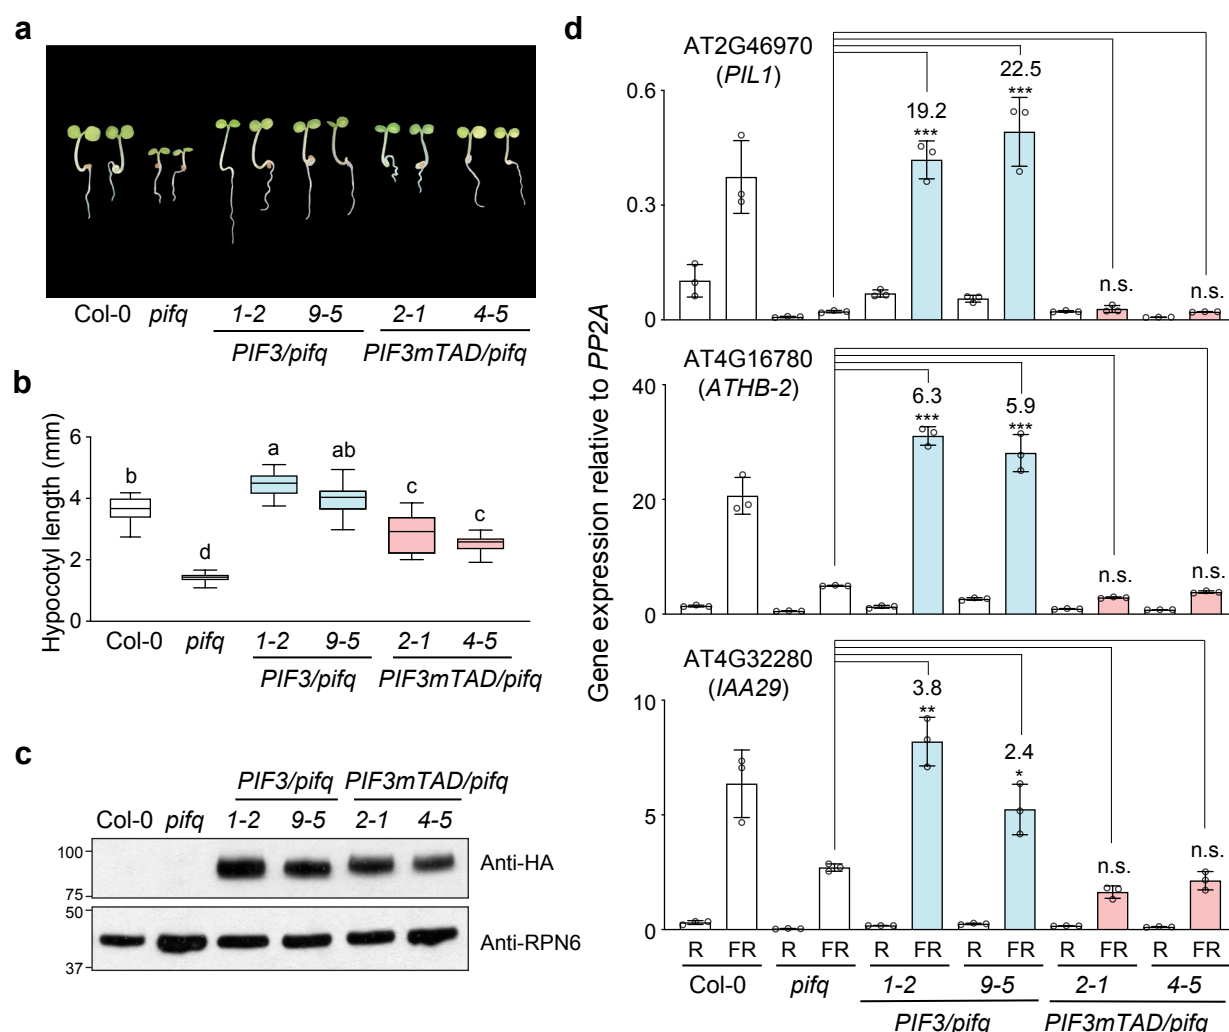 a
Col-0 pifq 1-2 9-5 2-1 4-5
PIF3/pifq PIF3mTAD/pifq
b
Hypocotyl length (mm)
6
4
2
0
b
d
a
ab
c
c
Col-0 pifq 1-2 9-5 2-1 4-5
PIF3/pifq PIF3mTAD/pifq
c
PIF3/pifq PIF3mTAD/pifq
Col-0 pifq 1-2 9-5 2-1 4-5
100
75
Anti-HA
50
37
Anti-RPN6
d
Gene expression relative to PP2A
AT2G46970
(PIL1)
0.6
0.3
0
19.2
***
22.5
***
n.s.
n.s.
AT4G16780
(ATHB-2)
40
20
0
6.3
***
5.9
***
n.s.
n.s.
AT4G32280
(IAA29)
10
5
0
3.8
**
2.4
*
n.s.
n.s.
R FR R FR R FR R FR R FR R FR
Col-0 pifq 1-2 9-5 2-1 4-5
PIF3/pifq PIF3mTAD/pifq